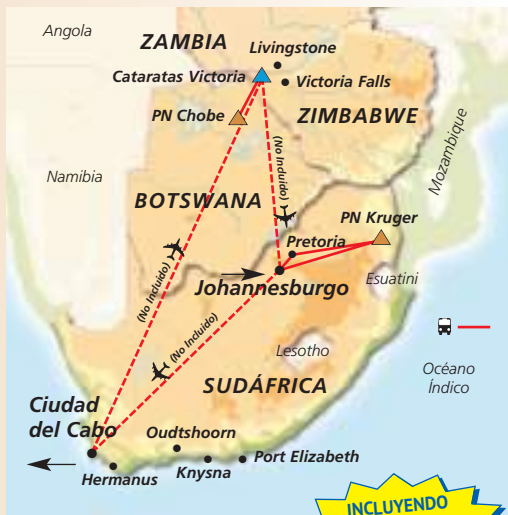 Angola
ZAMBIA
Livingstone
Cataratas Victoria
Victoria Falls
PN Chobe
ZIMBABWE
Mozambique
Namibia
(No Incluido)
BOTSWANA
PN Kruger
Pretoria
(No Incluido)
Johannesburgo
Esuatini
(No Incluido)
Lesotho
Océano
Índico
SUDÁFRICA
Ciudad
del Cabo
Oudtshoorn
Hermanus
Knysna
Port Elizabeth
INCLUYENDO